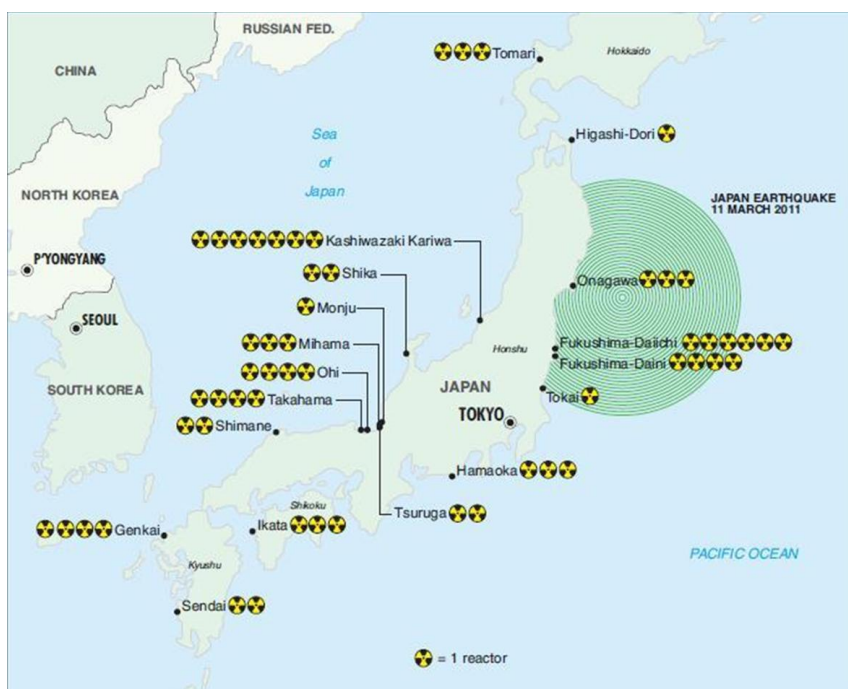 RUSSIAN FED.
CHINA
Tomari
Hokkaido
Sea
of
Japan
Higashi-Dori
NORTH KOREA
JAPAN EARTHQUAKE
11 MARCH 2011
Kashiwazaki Kariwa
P'YONGYANG
Shika
Onagawa
Monju
SEOUL
Mihama
Honshu
Fukushima-Daiichi
Fukushima-Daini
Ohi
SOUTH KOREA
JAPAN
Takahama
Tokai
TOKYO
Shimane
Hamaoka
Shikoku
Tsuruga
Genkai
Ikata
Kyushu
PACIFIC OCEAN
Sendai
= 1 reactor